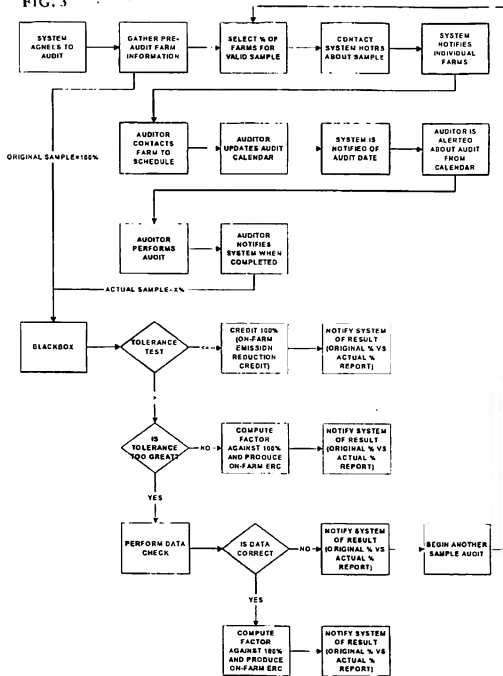 FIG. 3
SYSTEM
AGREES TO
AUDIT
GATHER PRE-
AUDIT FARM
INFORMATION
SELECT % OF
FARMS FOR
VALID SAMPLE
CONTACT
SYSTEM HQTRS
ABOUT SAMPLE
SYSTEM
NOTIFIES
INDIVIDUAL
FARMS
ORIGINAL SAMPLE=100%
AUDITOR
CONTACTS
FARM TO
SCHEDULE
AUDITOR
UPDATES AUDIT
CALENDAR
SYSTEM IS
NOTIFIED OF
AUDIT DATE
AUDITOR IS
ALERTED
ABOUT AUDIT
FROM
CALENDAR
AUDITOR
PERFORMS
AUDIT
AUDITOR
NOTIFIES
SYSTEM WHEN
COMPLETED
ACTUAL SAMPLE=X%
BLACKBOX
TOLERANCE
TEST
<=
CREDIT 100%
(ON-FARM
EMISSION
REDUCTION
CREDIT)
NOTIFY SYSTEM
OF RESULT
(ORIGINAL % VS
ACTUAL %
REPORT)
>
IS
TOLERANCE
TOO GREAT?
NO
COMPUTE
FACTOR
AGAINST 100%
AND PRODUCE
ON-FARM ERC
NOTIFY SYSTEM
OF RESULT
(ORIGINAL % VS
ACTUAL %
REPORT)
YES
PERFORM DATA
CHECK
IS DATA
CORRECT
NO
NOTIFY SYSTEM
OF RESULT
(ORIGINAL % VS
ACTUAL %
REPORT)
BEGIN ANOTHER
SAMPLE AUDIT
YES
COMPUTE
FACTOR
AGAINST 100%
AND PRODUCE
ON-FARM ERC
NOTIFY SYSTEM
OF RESULT
(ORIGINAL % VS
ACTUAL %
REPORT)